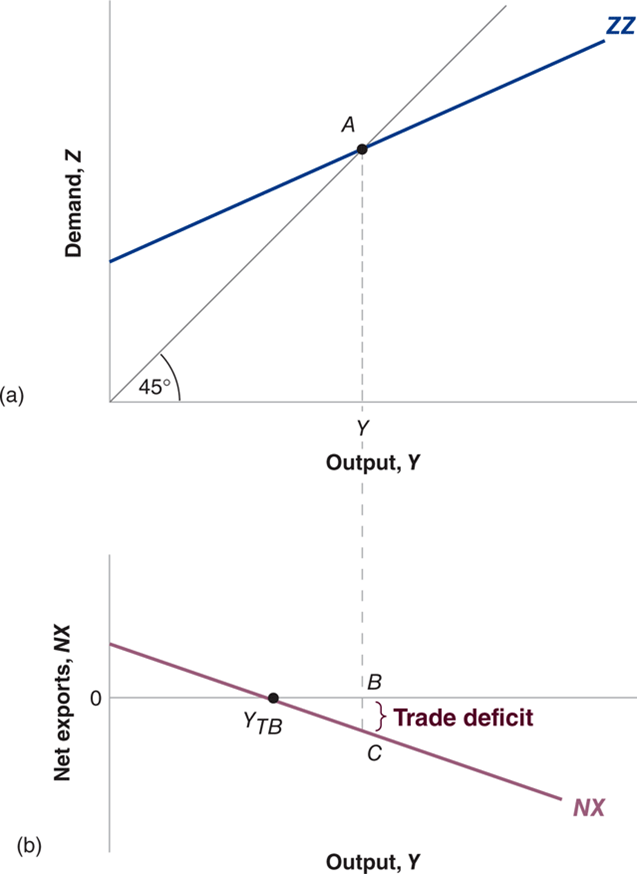 ZZ
A
Demand, Z
45°
(a)
Y
Output, Y
Net exports, NX
0
B
Y_TB
Trade deficit
C
NX
(b)
Output, Y